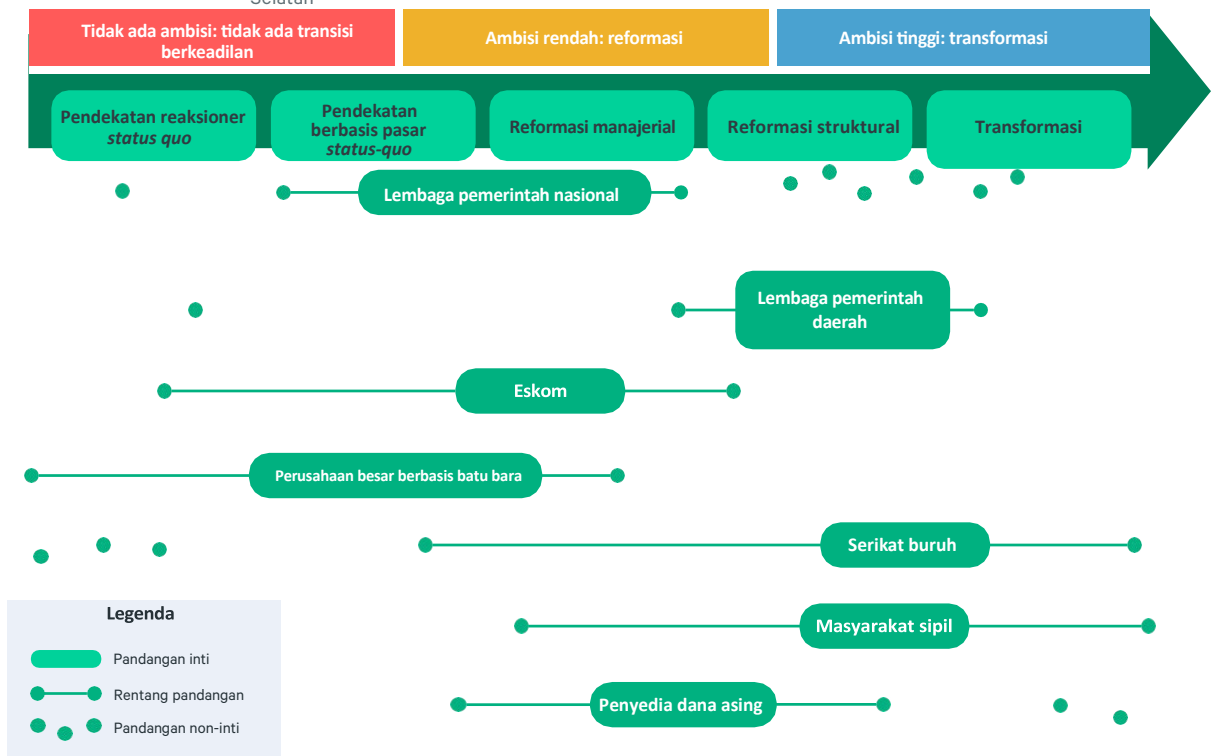 Selatan
Tidak ada ambisi: tidak ada transisi
berkeadilan
Ambisi rendah: reformasi
Ambisi tinggi: transformasi
Pendekatan reaksioner
status quo
Pendekatan
berbasis pasar
status-quo
Reformasi manajerial
Reformasi struktural
Transformasi
Lembaga pemerintah nasional
Lembaga pemerintah
daerah
Eskom
Perusahaan besar berbasis batu bara
Serikat buruh
Masyarakat sipil
Penyedia dana asing
Legenda
Pandangan inti
Rentang pandangan
Pandangan non-inti